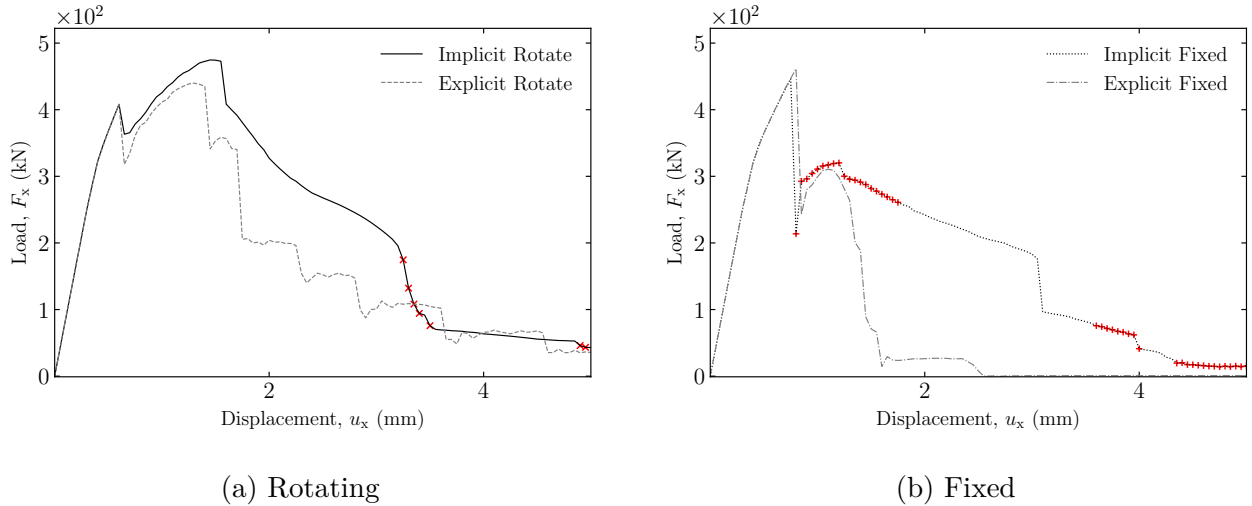 ×10²
5
4
3
2
1
0
2
4
Load, Fₓ (kN)
Displacement, uₓ (mm)
Implicit Rotate
Explicit Rotate
(a) Rotating
×10²
5
4
3
2
1
0
2
4
Load, Fₓ (kN)
Displacement, uₓ (mm)
Implicit Fixed
Explicit Fixed
(b) Fixed